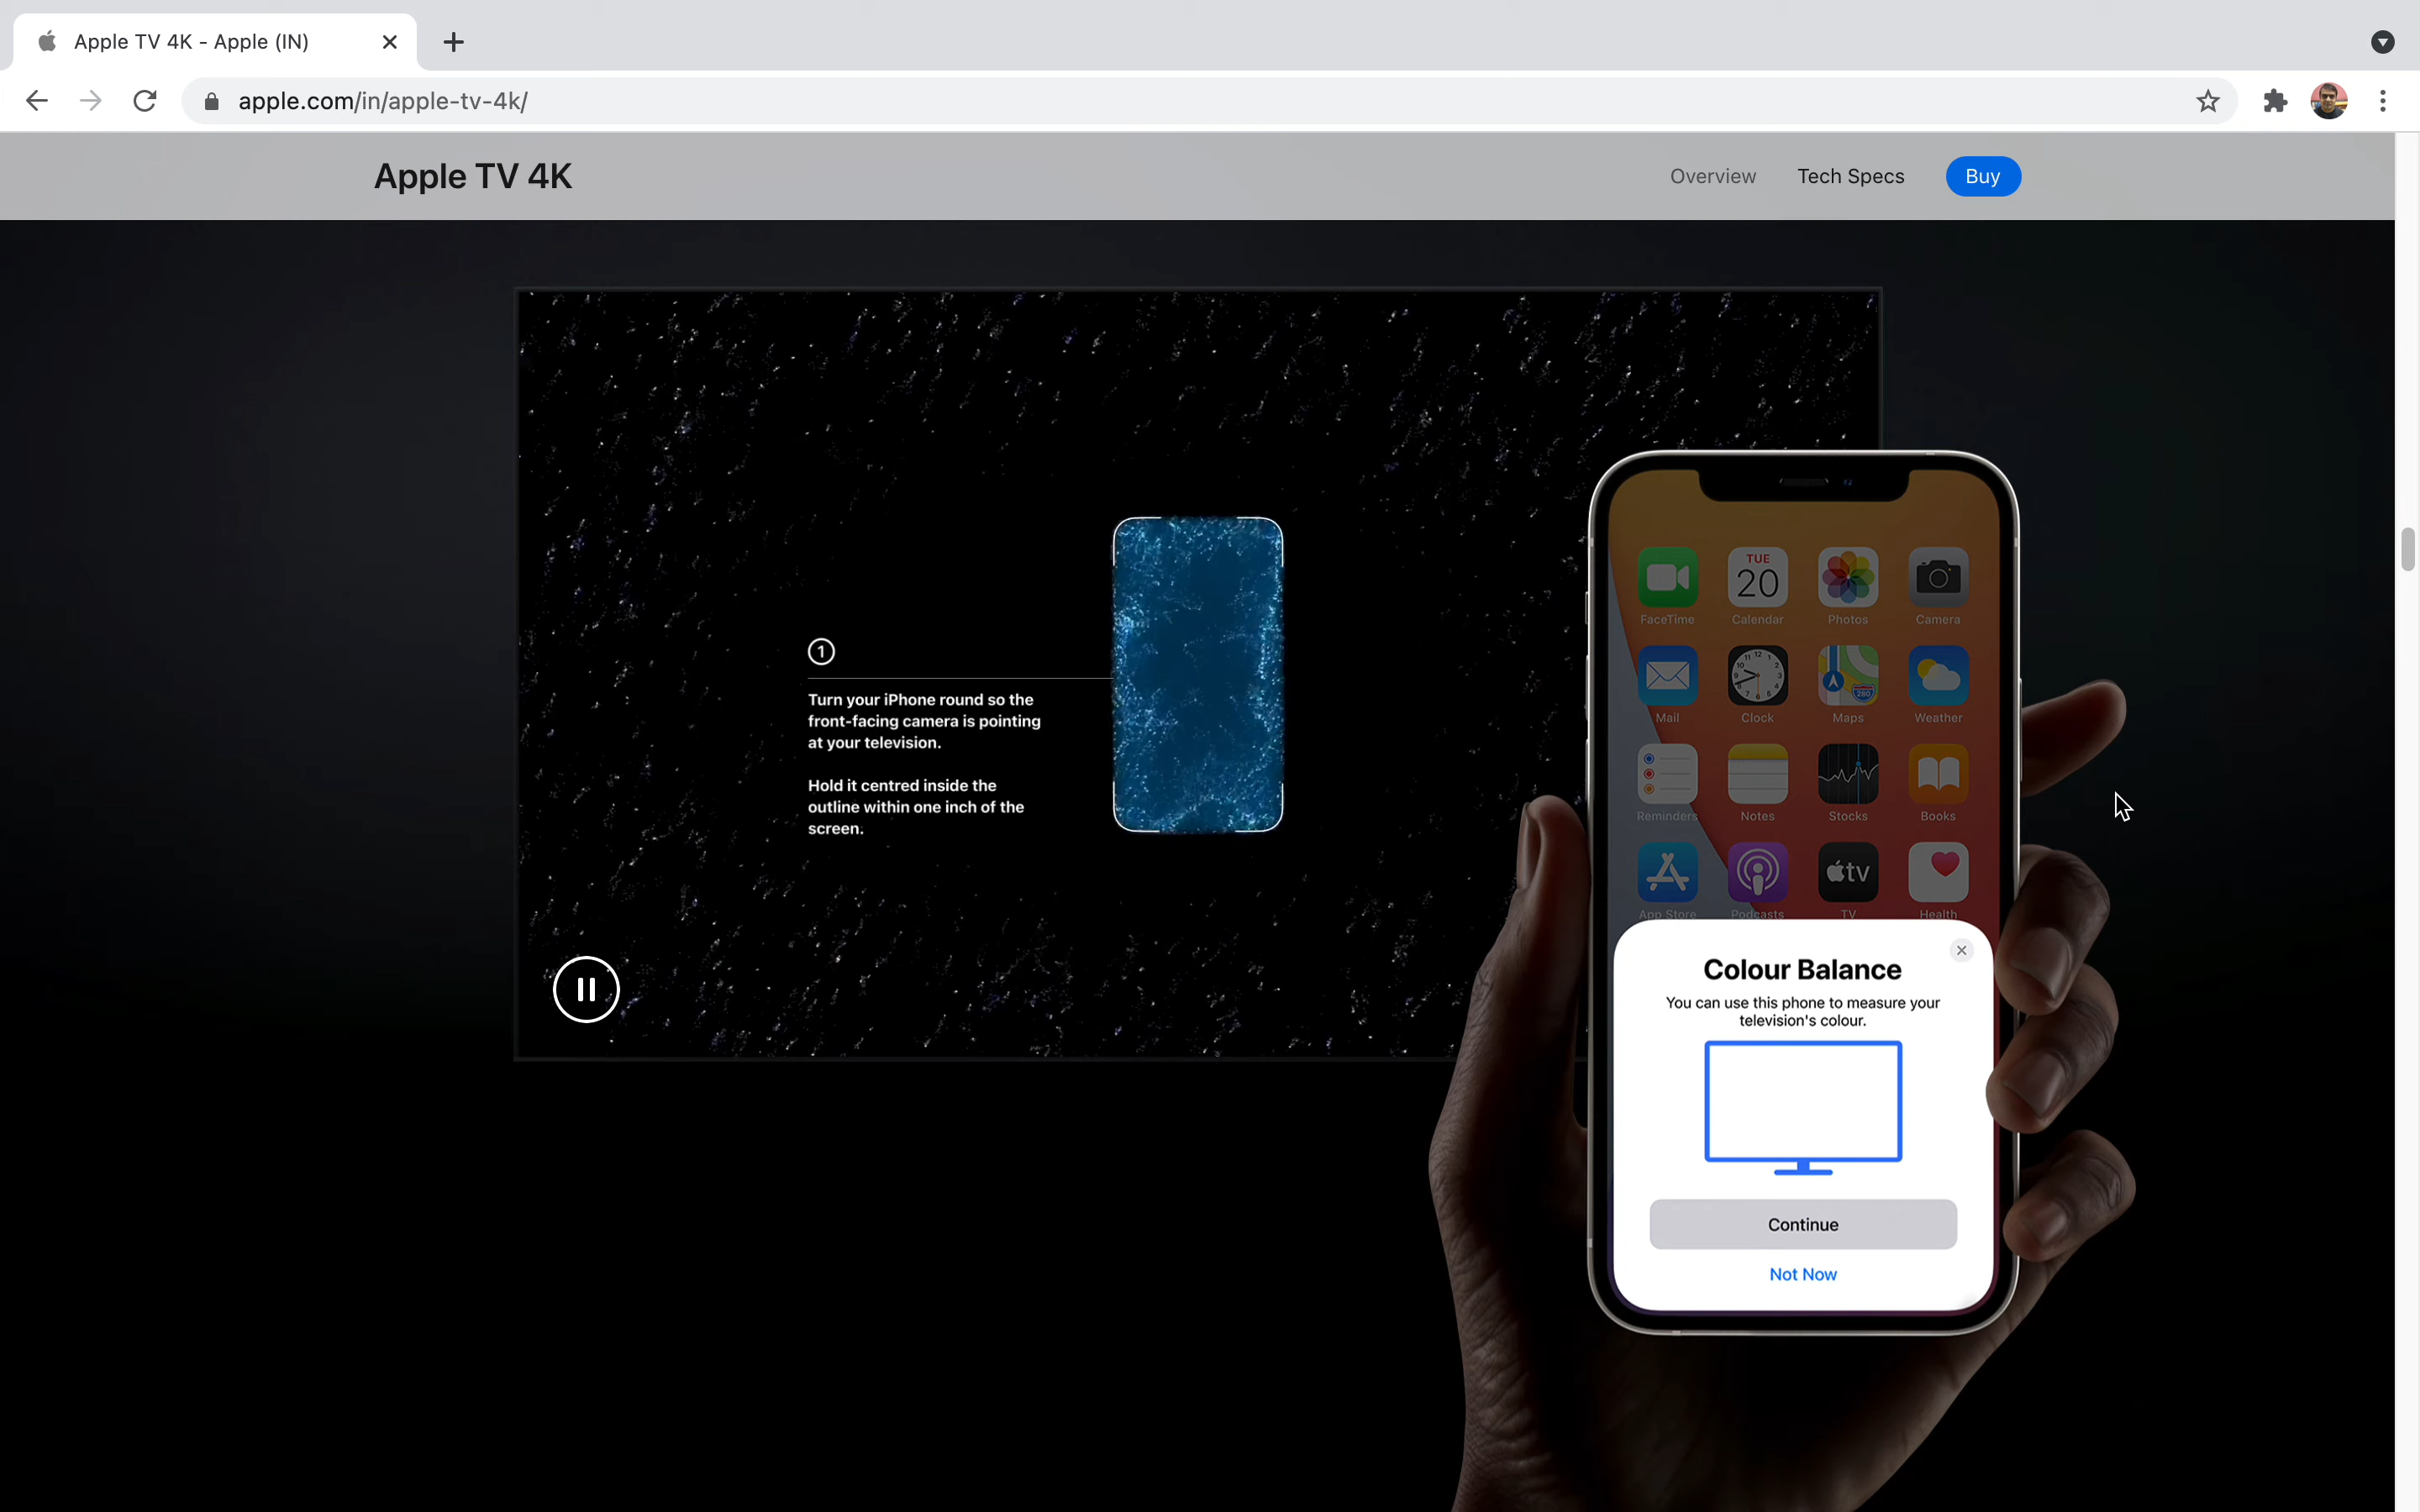 Apple TV 4K - Apple (IN)
apple.com/in/apple-tv-4k/
Apple TV 4K
Overview
Tech Specs
Buy
1
Turn your iPhone round so the
front-facing camera is pointing
at your television.
Hold it centred inside the
outline within one inch of the
screen.
TUE
20
FaceTime
Calendar
Photos
Camera
12
280
Mail
Clock
Maps
Weather
Reminders
Notes
Stocks
Books
tv
App Store
Podcasts
TV
Health
Colour Balance
You can use this phone to measure your
television's colour.
Continue
Not Now